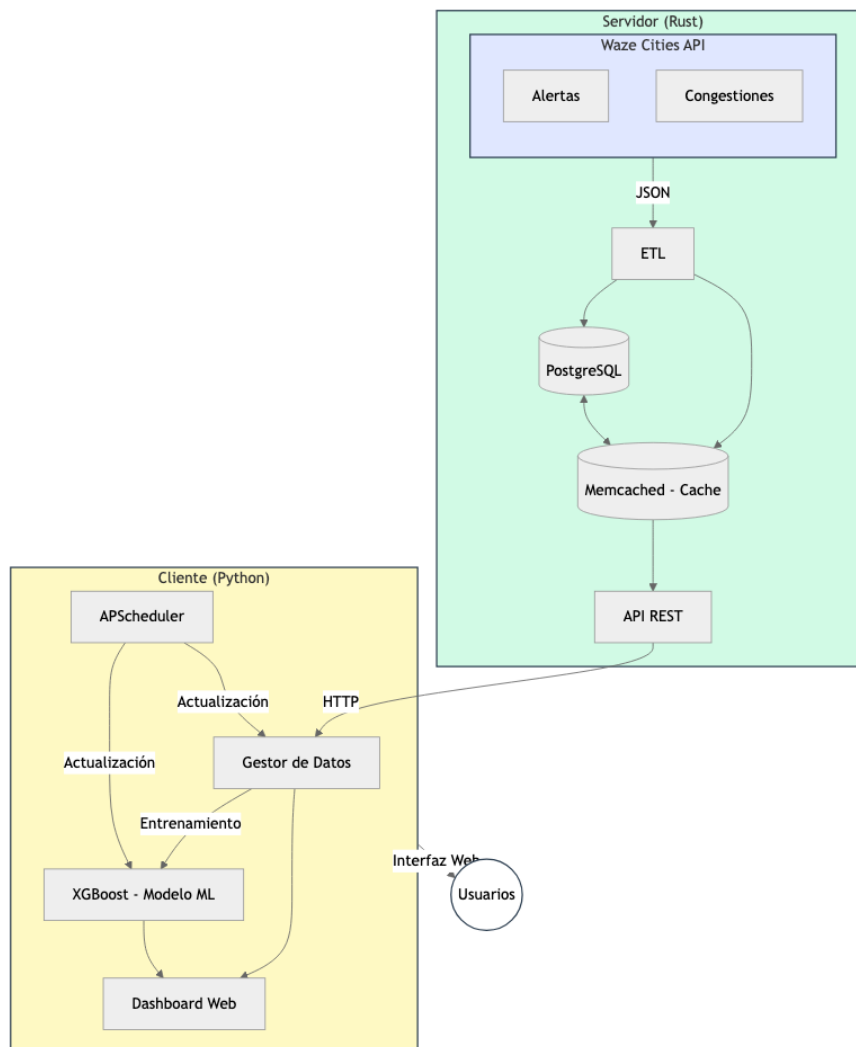 Servidor (Rust)
Waze Cities API
Alertas
Congestiones
JSON
ETL
PostgreSQL
Memcached - Cache
API REST
Cliente (Python)
APScheduler
Actualización
HTTP
Gestor de Datos
Actualización
Entrenamiento
Interfaz Web
XGBoost - Modelo ML
Usuarios
Dashboard Web